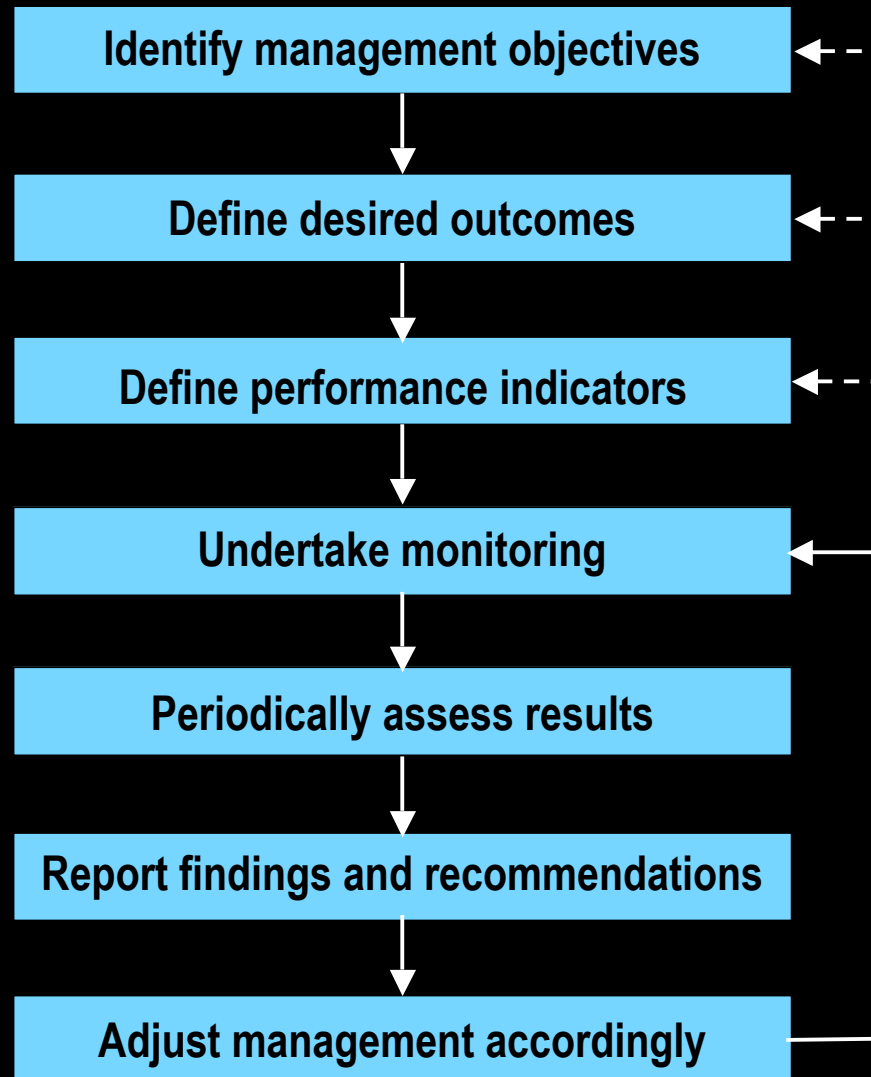 Identify management objectives
Define desired outcomes
Define performance indicators
Undertake monitoring
Periodically assess results
Report findings and recommendations
Adjust management accordingly